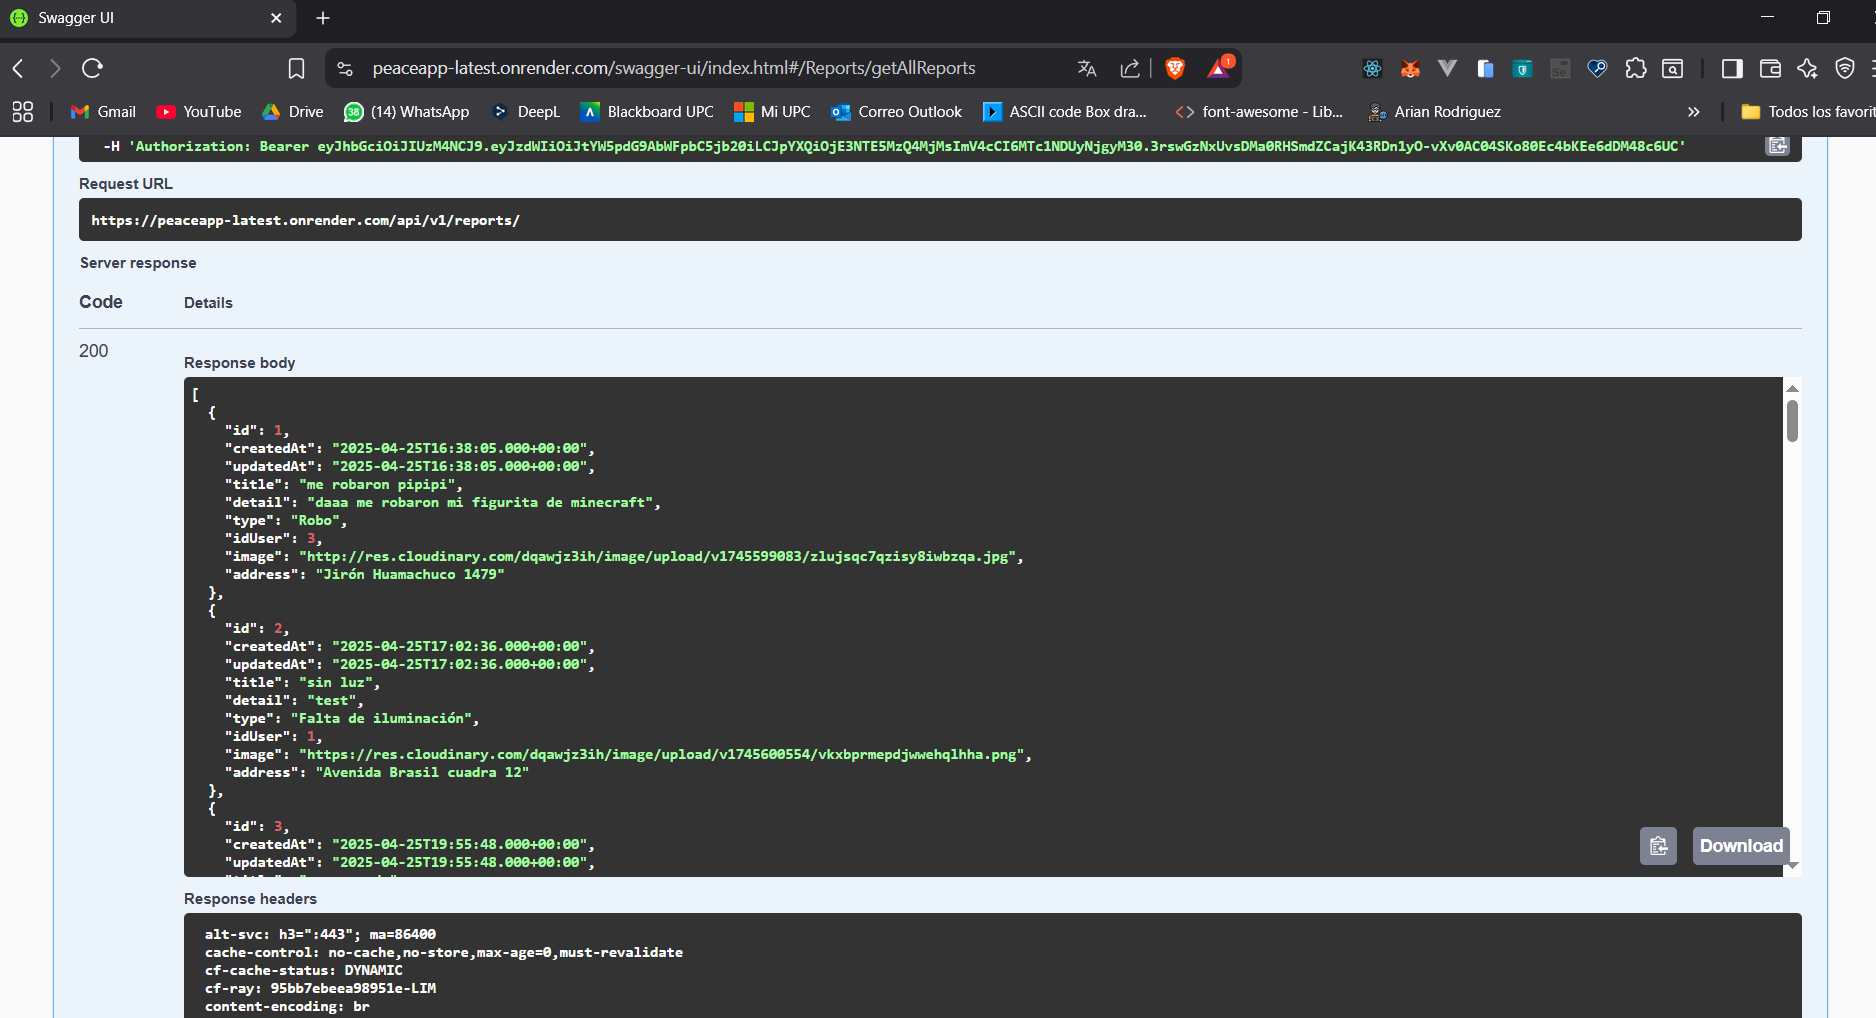 Swagger UI
peaceapp-latest.onrender.com/swagger-ui/index.html#/Reports/getAllReports
1
Gmail YouTube Drive (14) WhatsApp DeepL Blackboard UPC Mi UPC Correo Outlook ASCII code Box dra... font-awesome - Lib... Arian Rodriguez » Todos los favorit
Request URL
https://peaceapp-latest.onrender.com/api/v1/reports/
Server response
Code Details
200
Response body
[
{
"id": 1,
"createdAt": "2025-04-25T16:38:05.000+00:00",
"updatedAt": "2025-04-25T16:38:05.000+00:00",
"title": "me robaron pipipi",
"detail": "daaa me robaron mi figurita de minecraft",
"type": "Robo",
"idUser": 3,
"image": "http://res.cloudinary.com/dqawjz3ih/image/upload/v1745599083/zlujsqc7qzisy8iwbzqa.jpg",
"address": "Jirón Huamachuco 1479"
},
{
"id": 2,
"createdAt": "2025-04-25T17:02:36.000+00:00",
"updatedAt": "2025-04-25T17:02:36.000+00:00",
"title": "sin luz",
"detail": "test",
"type": "Falta de iluminación",
"idUser": 1,
"image": "https://res.cloudinary.com/dqawjz3ih/image/upload/v1745600554/vkxbprmepdjwwehqlhha.png",
"address": "Avenida Brasil cuadra 12"
},
{
"id": 3,
"createdAt": "2025-04-25T19:55:48.000+00:00",
"updatedAt": "2025-04-25T19:55:48.000+00:00",
Download
Response headers
alt-svc: h3=":443"; ma=86400
cache-control: no-cache,no-store,max-age=0,must-revalidate
cf-cache-status: DYNAMIC
cf-ray: 95bb7ebeea98951e-LIM
content-encoding: br